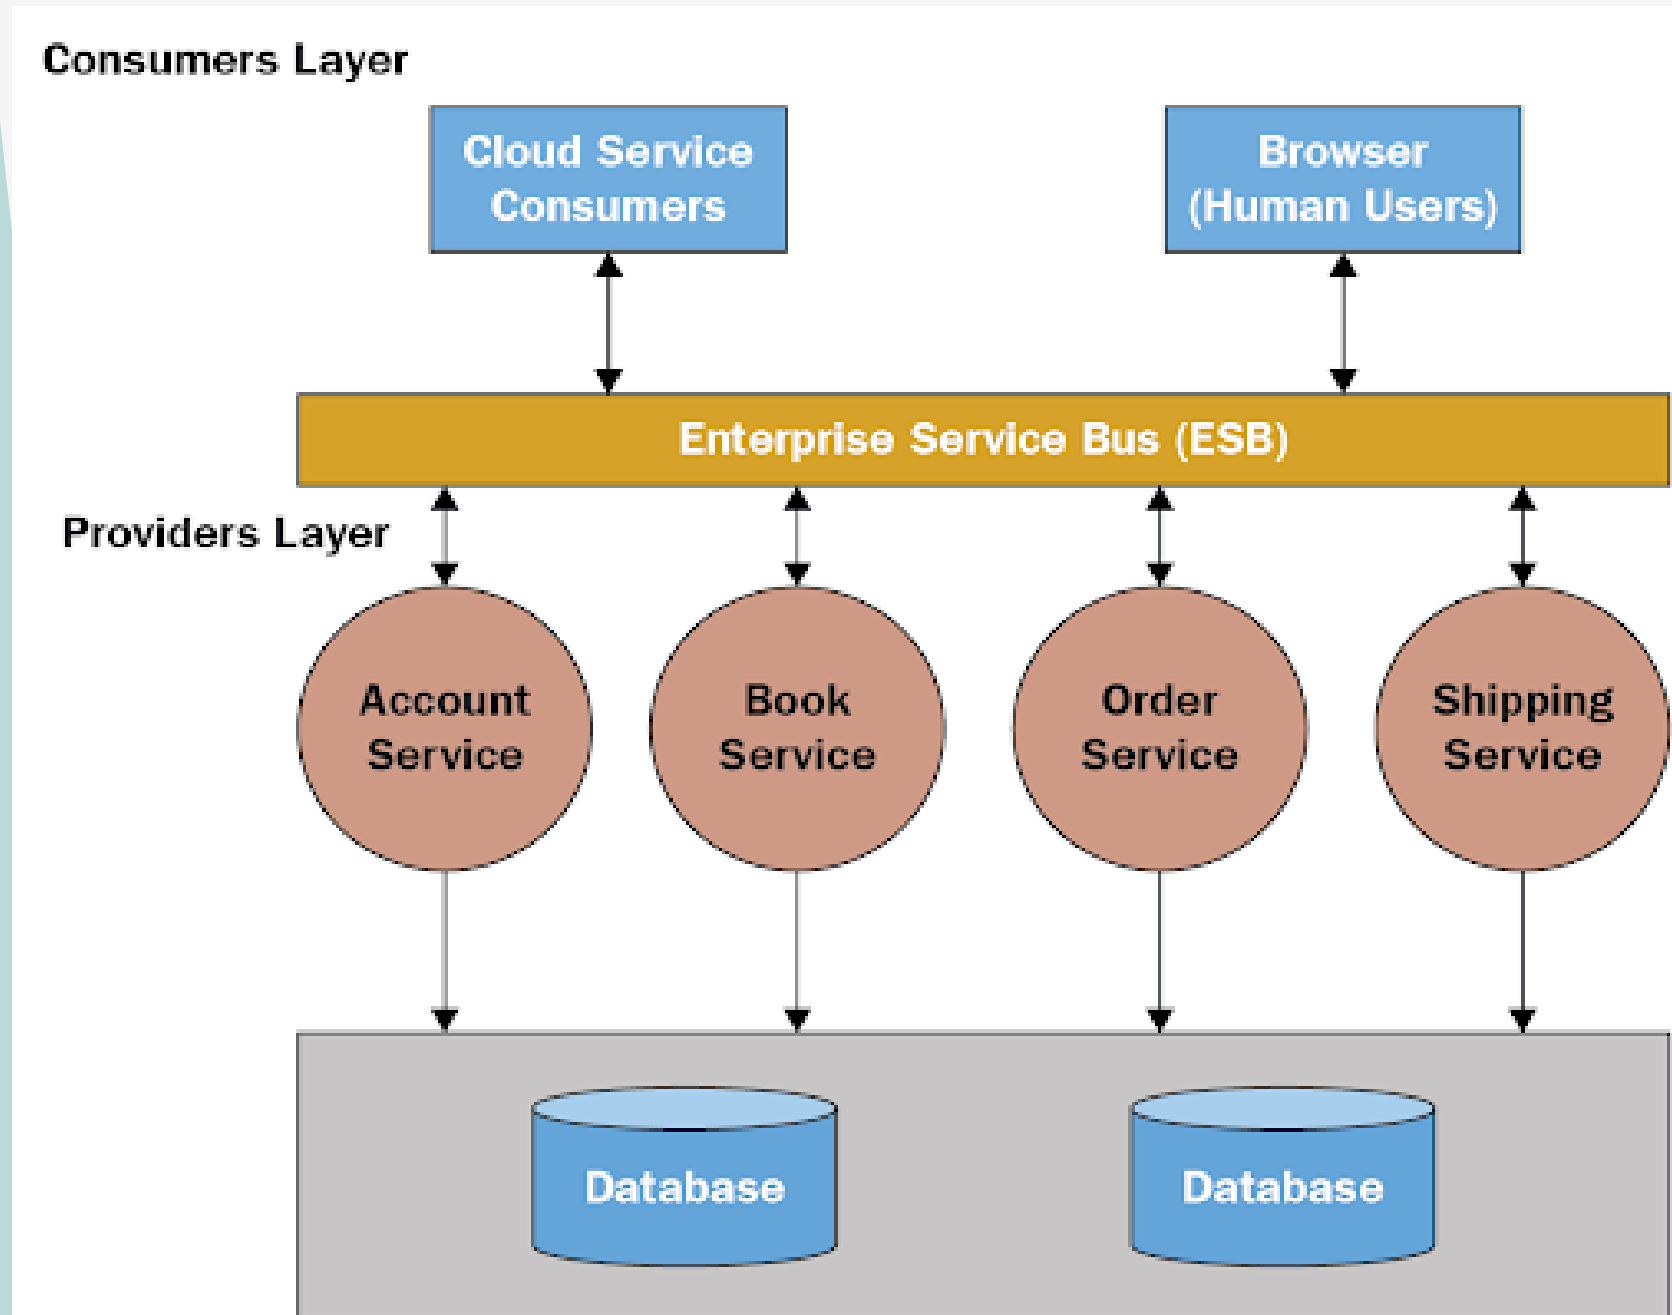 Consumers Layer
Cloud Service
Consumers
Browser
(Human Users)
Enterprise Service Bus (ESB)
Providers Layer
Account
Service
Book
Service
Order
Service
Shipping
Service
Database
Database